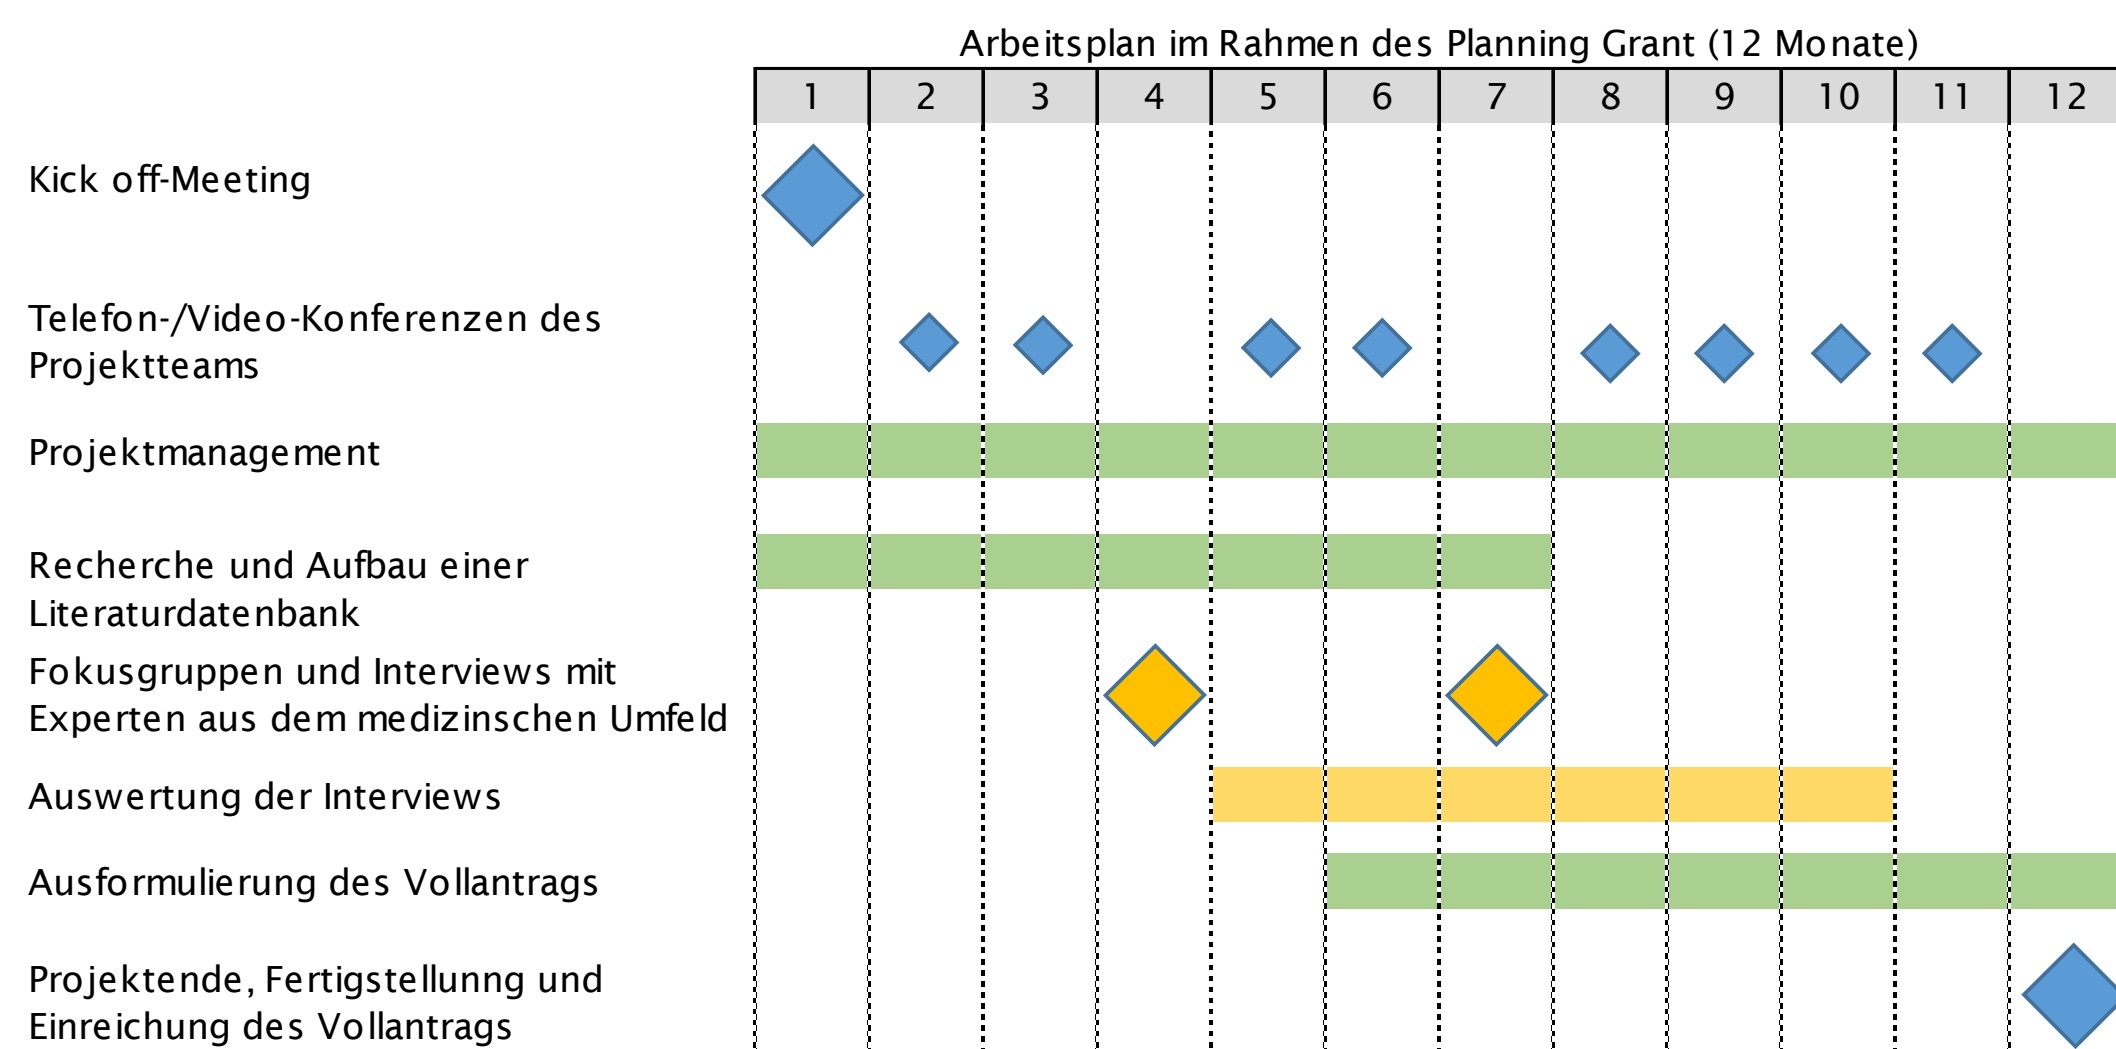 Arbeitsplan im Rahmen des Planning Grant (12 Monate)
1 2 3 4 5 6 7 8 9 10 11 12
Kick off-Meeting
Telefon-/Video-Konferenzen des
Projektteams
Projektmanagement
Recherche und Aufbau einer
Literaturdatenbank
Fokusgruppen und Interviews mit
Experten aus dem medizinschen Umfeld
Auswertung der Interviews
Ausformulierung des Vollantrags
Projektende, Fertigstellunng und
Einreichung des Vollantrags